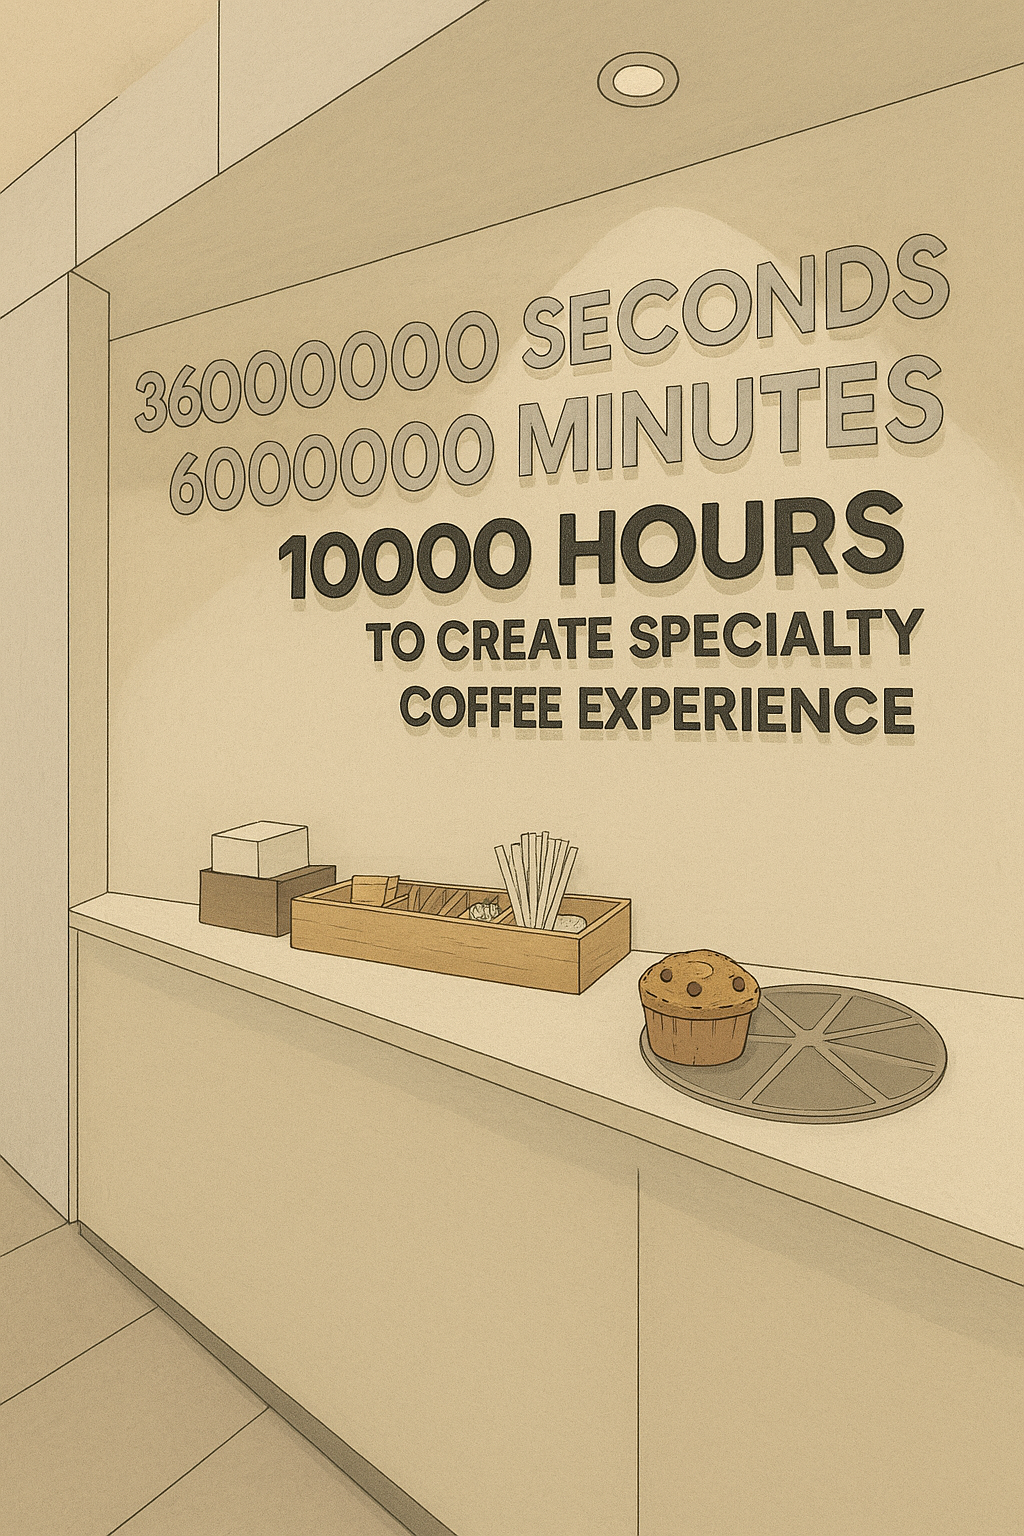 36000000 SECONDS
6000000 MINUTES
10000 HOURS
TO CREATE SPECIALTY
COFFEE EXPERIENCE